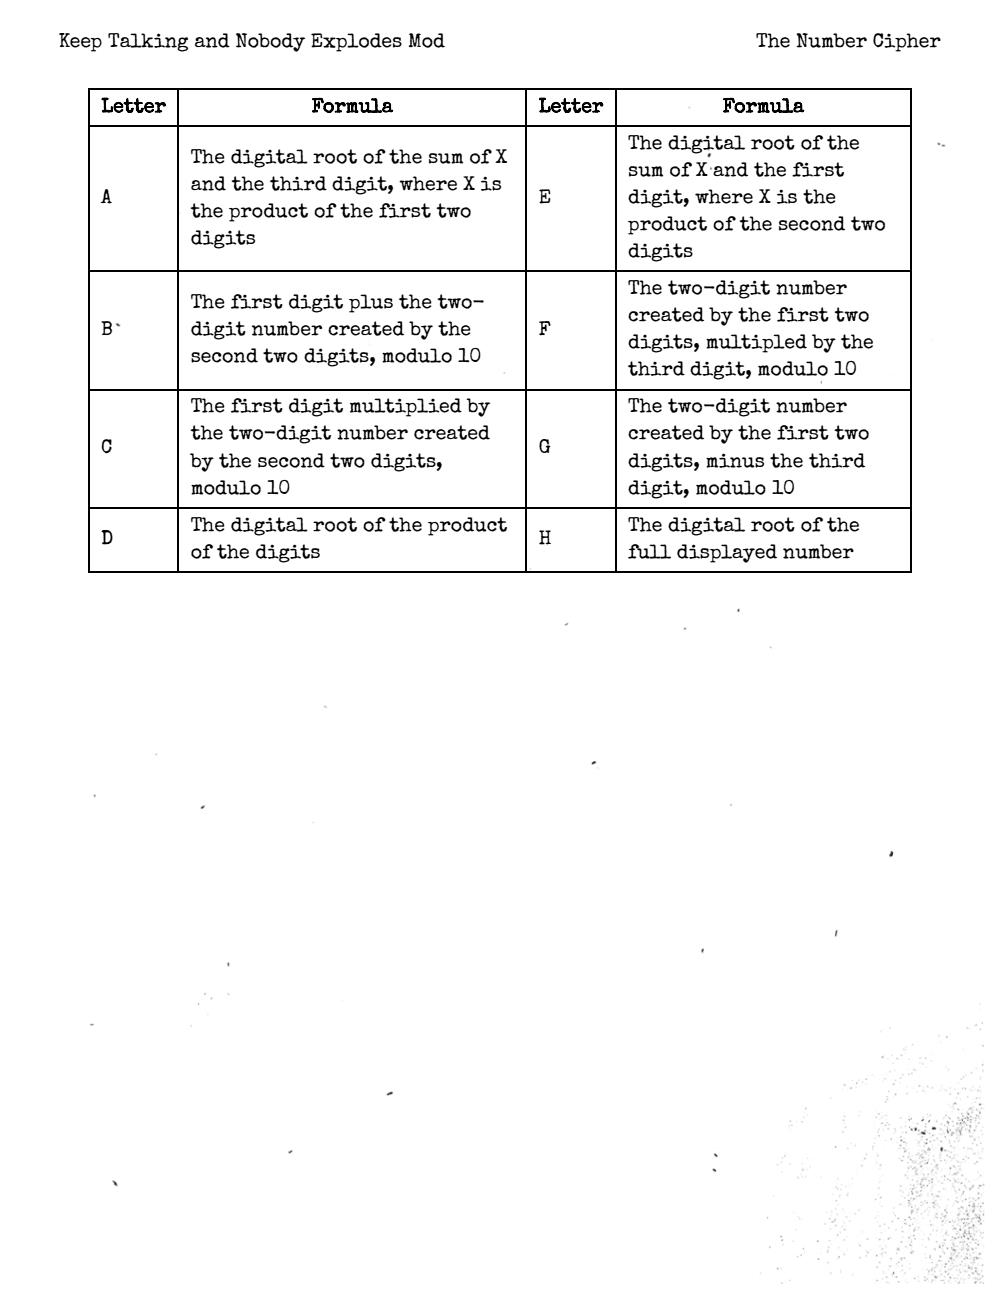 Keep Talking and Nobody Explodes Mod
The Number Cipher
Letter
Formula
Letter
Formula
A
The digital root of the sum of X
and the third digit, where X is
the product of the first two
digits
E
The digital root of the
sum of X and the first
digit, where X is the
product of the second two
digits
B
The first digit plus the two-
digit number created by the
second two digits, modulo 10
F
The two-digit number
created by the first two
digits, multipled by the
third digit, modulo 10
C
The first digit multiplied by
the two-digit number created
by the second two digits,
modulo 10
G
The two-digit number
created by the first two
digits, minus the third
digit, modulo 10
D
The digital root of the product
of the digits
H
The digital root of the
full displayed number